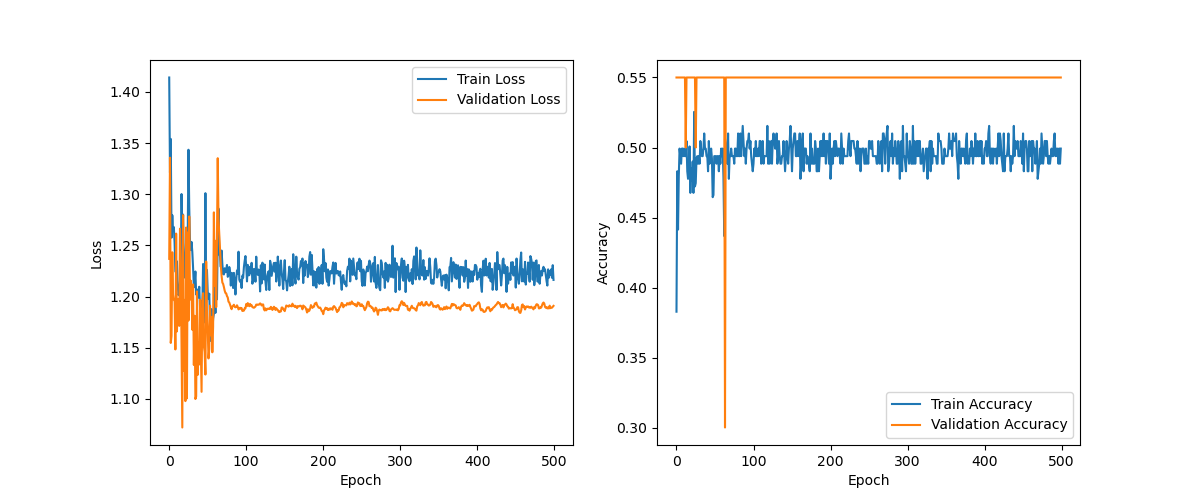 1.40
1.35
1.30
1.25
1.20
1.15
1.10
Loss
0 100 200 300 400 500
Epoch
Train Loss
Validation Loss
0.55
0.50
0.45
0.40
0.35
0.30
Accuracy
0 100 200 300 400 500
Epoch
Train Accuracy
Validation Accuracy